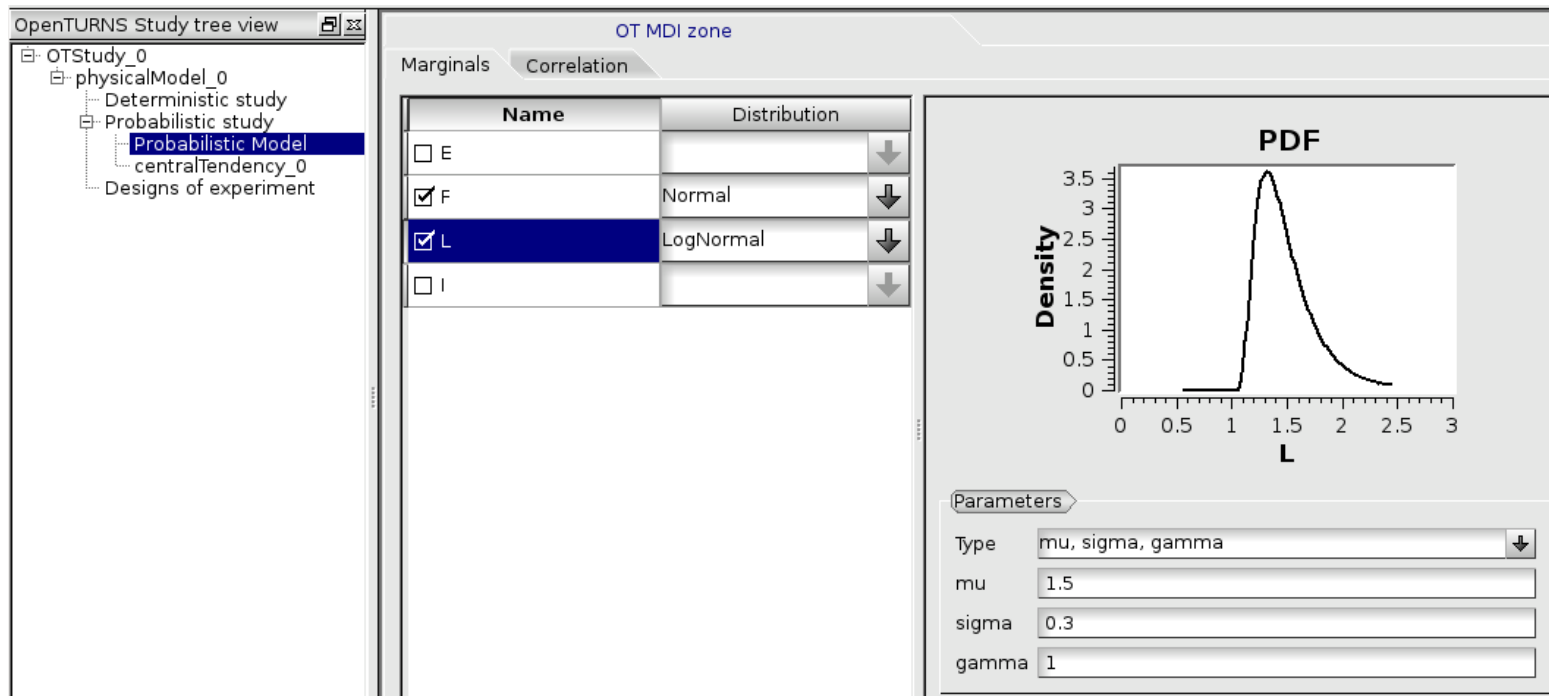 OpenTURNS Study tree view
OTStudy_0
physicalModel_0
Deterministic study
Probabilistic study
Probabilistic Model
centralTendency_0
Designs of experiment
OT MDI zone
Marginals Correlation
Name Distribution
E
F Normal
L LogNormal
I
PDF
Density
3.5
3
2.5
2
1.5
1
0.5
0
0 0.5 1 1.5 2 2.5 3
L
Parameters
Type mu, sigma, gamma
mu 1.5
sigma 0.3
gamma 1